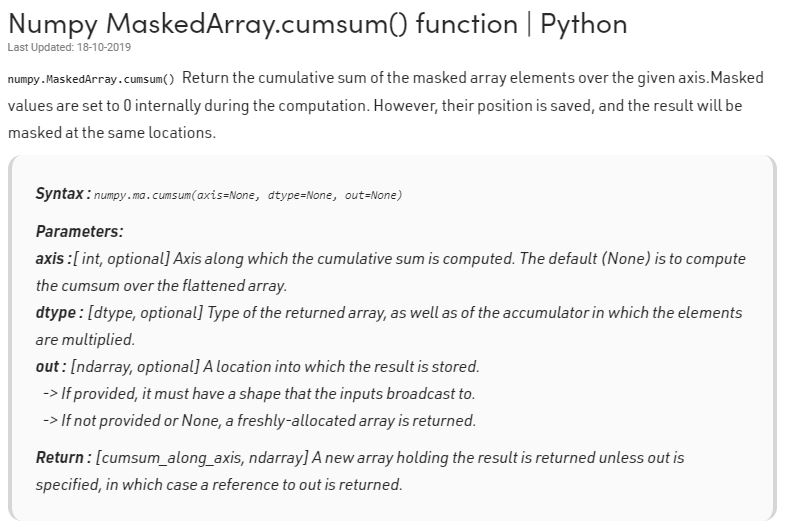 Numpy MaskedArray.cumsum() function | Python
Last Updated: 18-10-2019
numpy.MaskedArray.cumsum() Return the cumulative sum of the masked array elements over the given axis.Masked
values are set to 0 internally during the computation. However, their position is saved, and the result will be
masked at the same locations.
Syntax : numpy.ma.cumsum(axis=None, dtype=None, out=None)
Parameters:
axis :[ int, optional] Axis along which the cumulative sum is computed. The default (None) is to compute
the cumsum over the flattened array.
dtype : [dtype, optional] Type of the returned array, as well as of the accumulator in which the elements
are multiplied.
out : [ndarray, optional] A location into which the result is stored.
-> If provided, it must have a shape that the inputs broadcast to.
-> If not provided or None, a freshly-allocated array is returned.
Return : [cumsum_along_axis, ndarray] A new array holding the result is returned unless out is
specified, in which case a reference to out is returned.